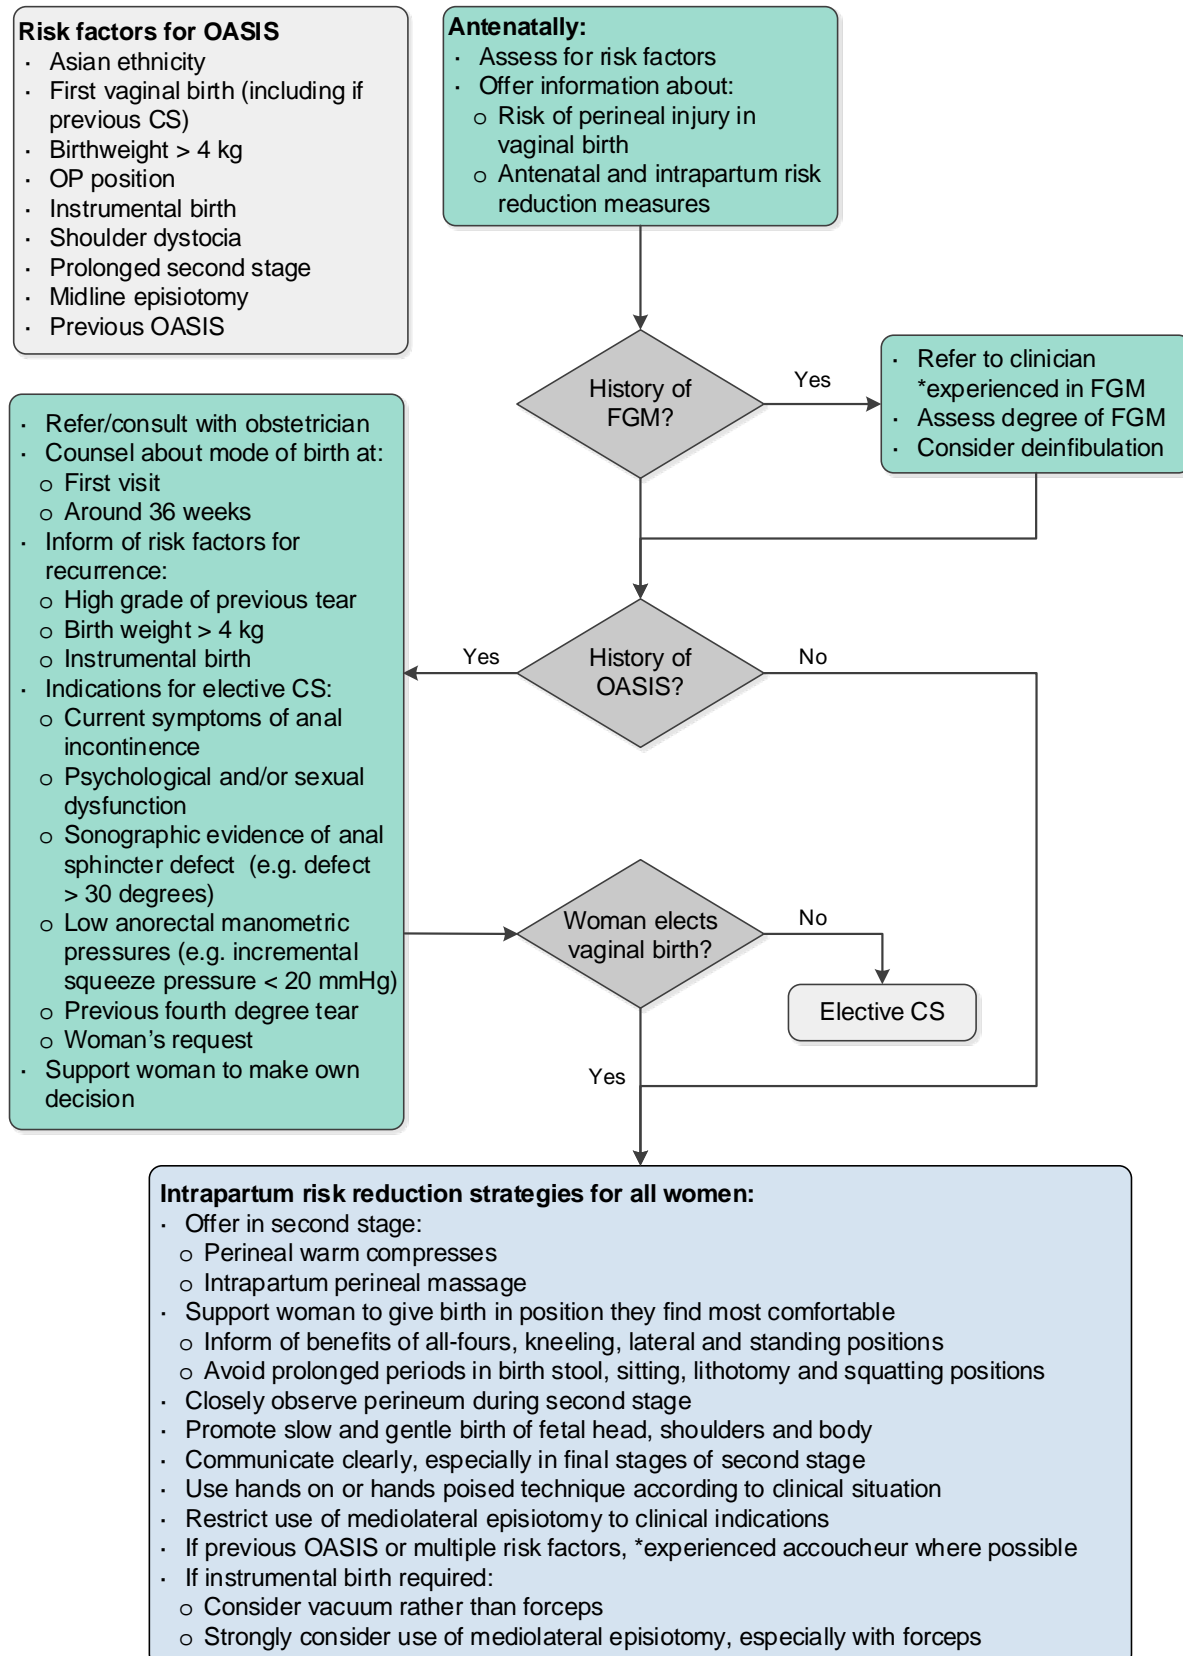 Risk factors for OASIS
· Asian ethnicity
· First vaginal birth (including if
previous CS)
· Birthweight > 4 kg
· OP position
· Instrumental birth
· Shoulder dystocia
· Prolonged second stage
· Midline episiotomy
· Previous OASIS
Antenatally:
· Assess for risk factors
· Offer information about:
o Risk of perineal injury in
vaginal birth
o Antenatal and intrapartum risk
reduction measures
History of
FGM?
Yes
· Refer to clinician
*experienced in FGM
· Assess degree of FGM
· Consider deinfibulation
History of
OASIS?
Yes
No
· Refer/consult with obstetrician
· Counsel about mode of birth at:
o First visit
o Around 36 weeks
· Inform of risk factors for
recurrence:
o High grade of previous tear
o Birth weight > 4 kg
o Instrumental birth
· Indications for elective CS:
o Current symptoms of anal
incontinence
o Psychological and/or sexual
dysfunction
o Sonographic evidence of anal
sphincter defect (e.g. defect
> 30 degrees)
o Low anorectal manometric
pressures (e.g. incremental
squeeze pressure < 20 mmHg)
o Previous fourth degree tear
o Woman's request
· Support woman to make own
decision
Woman elects
vaginal birth?
No
Elective CS
Yes
Intrapartum risk reduction strategies for all women:
· Offer in second stage:
o Perineal warm compresses
o Intrapartum perineal massage
· Support woman to give birth in position they find most comfortable
o Inform of benefits of all-fours, kneeling, lateral and standing positions
o Avoid prolonged periods in birth stool, sitting, lithotomy and squatting positions
· Closely observe perineum during second stage
· Promote slow and gentle birth of fetal head, shoulders and body
· Communicate clearly, especially in final stages of second stage
· Use hands on or hands poised technique according to clinical situation
· Restrict use of mediolateral episiotomy to clinical indications
· If previous OASIS or multiple risk factors, *experienced accoucheur where possible
· If instrumental birth required:
o Consider vacuum rather than forceps
o Strongly consider use of mediolateral episiotomy, especially with forceps